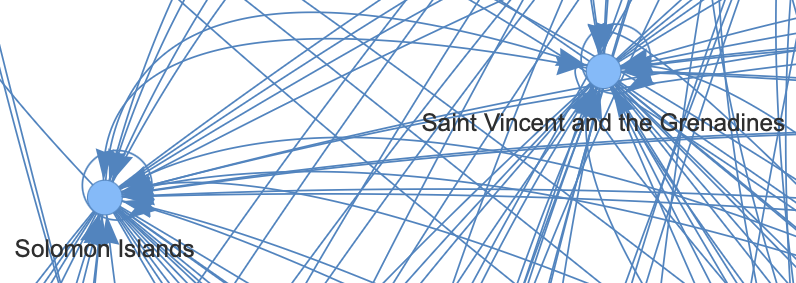 Saint Vincent and the Grenadines
Solomon Islands